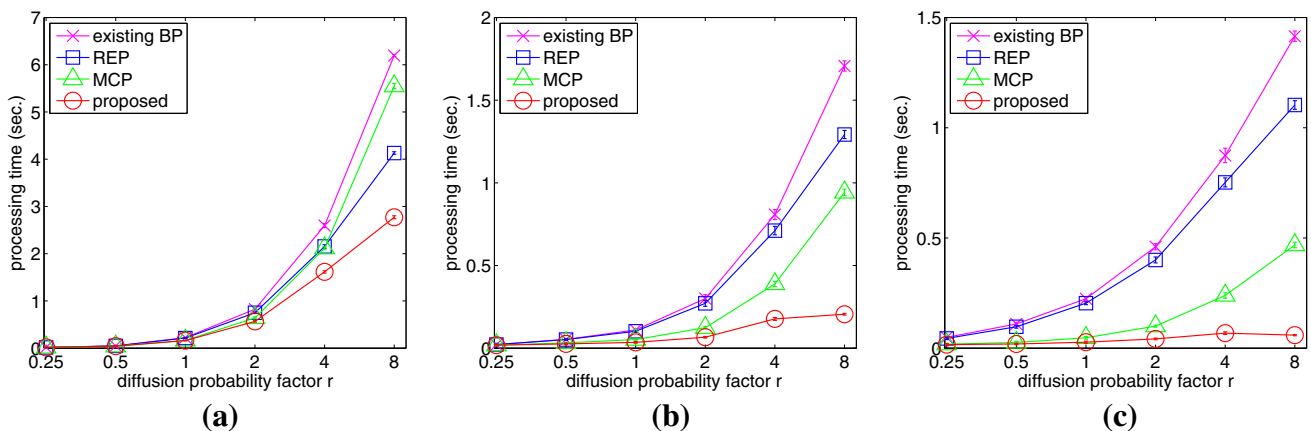 7
6
5
4
3
2
1
0
processing time (sec.)
existing BP
REP
MCP
proposed
0.25 0.5 1 2 4 8
diffusion probability factor r
(a)
2
1.5
1
0.5
0
processing time (sec.)
existing BP
REP
MCP
proposed
0.25 0.5 1 2 4 8
diffusion probability factor r
(b)
1.5
1
0.5
0
processing time (sec.)
existing BP
REP
MCP
proposed
0.25 0.5 1 2 4 8
diffusion probability factor r
(c)